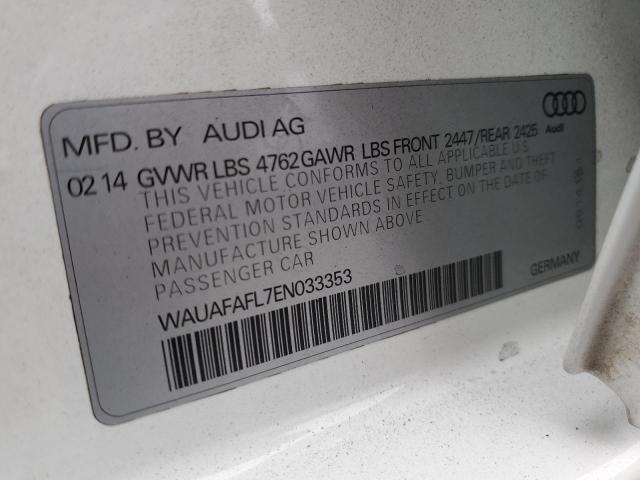 MFD. BY AUDI AG
Audi
02 14 GVWR LBS 4762 GAWR LBS FRONT 2447/REAR 2425
THIS VEHICLE CONFORMS TO ALL APPLICABLE U.S
FEDERAL MOTOR VEHICLE SAFETY, BUMPER AND THEFT
PREVENTION STANDARDS IN EFFECT ON THE DATE OF
MANUFACTURE SHOWN ABOVE
PASSENGER CAR
WAUAFAFL7EN033353
GERMANY